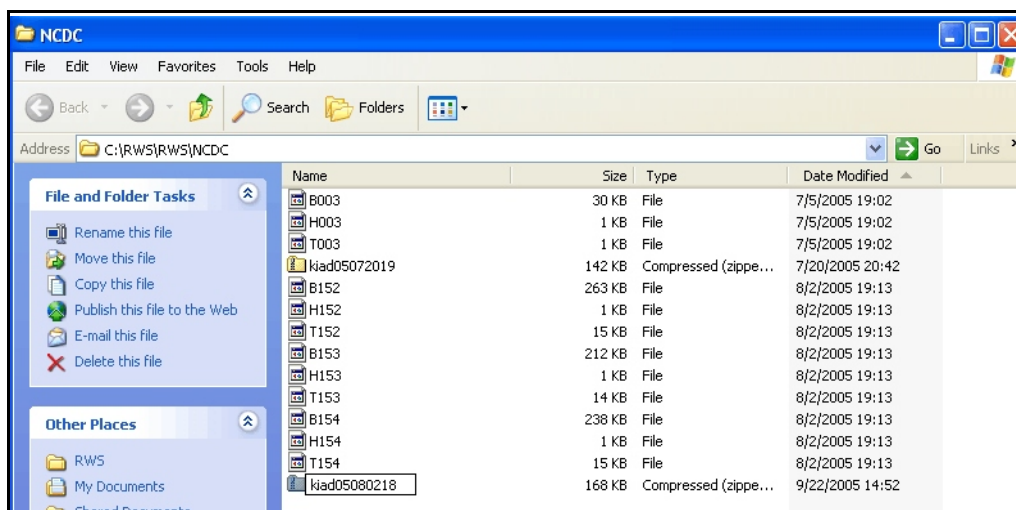 NCDC
File Edit View Favorites Tools Help
Back Search Folders
Address C:\RWS\RWS\NCDC Go Links
File and Folder Tasks
Rename this file
Move this file
Copy this file
Publish this file to the Web
E-mail this file
Delete this file
Other Places
RWS
My Documents
Shared Documents
Name Size Type Date Modified
B003 30 KB File 7/5/2005 19:02
H003 1 KB File 7/5/2005 19:02
T003 1 KB File 7/5/2005 19:02
kiad05072019 142 KB Compressed (zippe... 7/20/2005 20:42
B152 263 KB File 8/2/2005 19:13
H152 1 KB File 8/2/2005 19:13
T152 15 KB File 8/2/2005 19:13
B153 212 KB File 8/2/2005 19:13
H153 1 KB File 8/2/2005 19:13
T153 14 KB File 8/2/2005 19:13
B154 238 KB File 8/2/2005 19:13
H154 1 KB File 8/2/2005 19:13
T154 15 KB File 8/2/2005 19:13
kiad05080218 168 KB Compressed (zippe... 9/22/2005 14:52